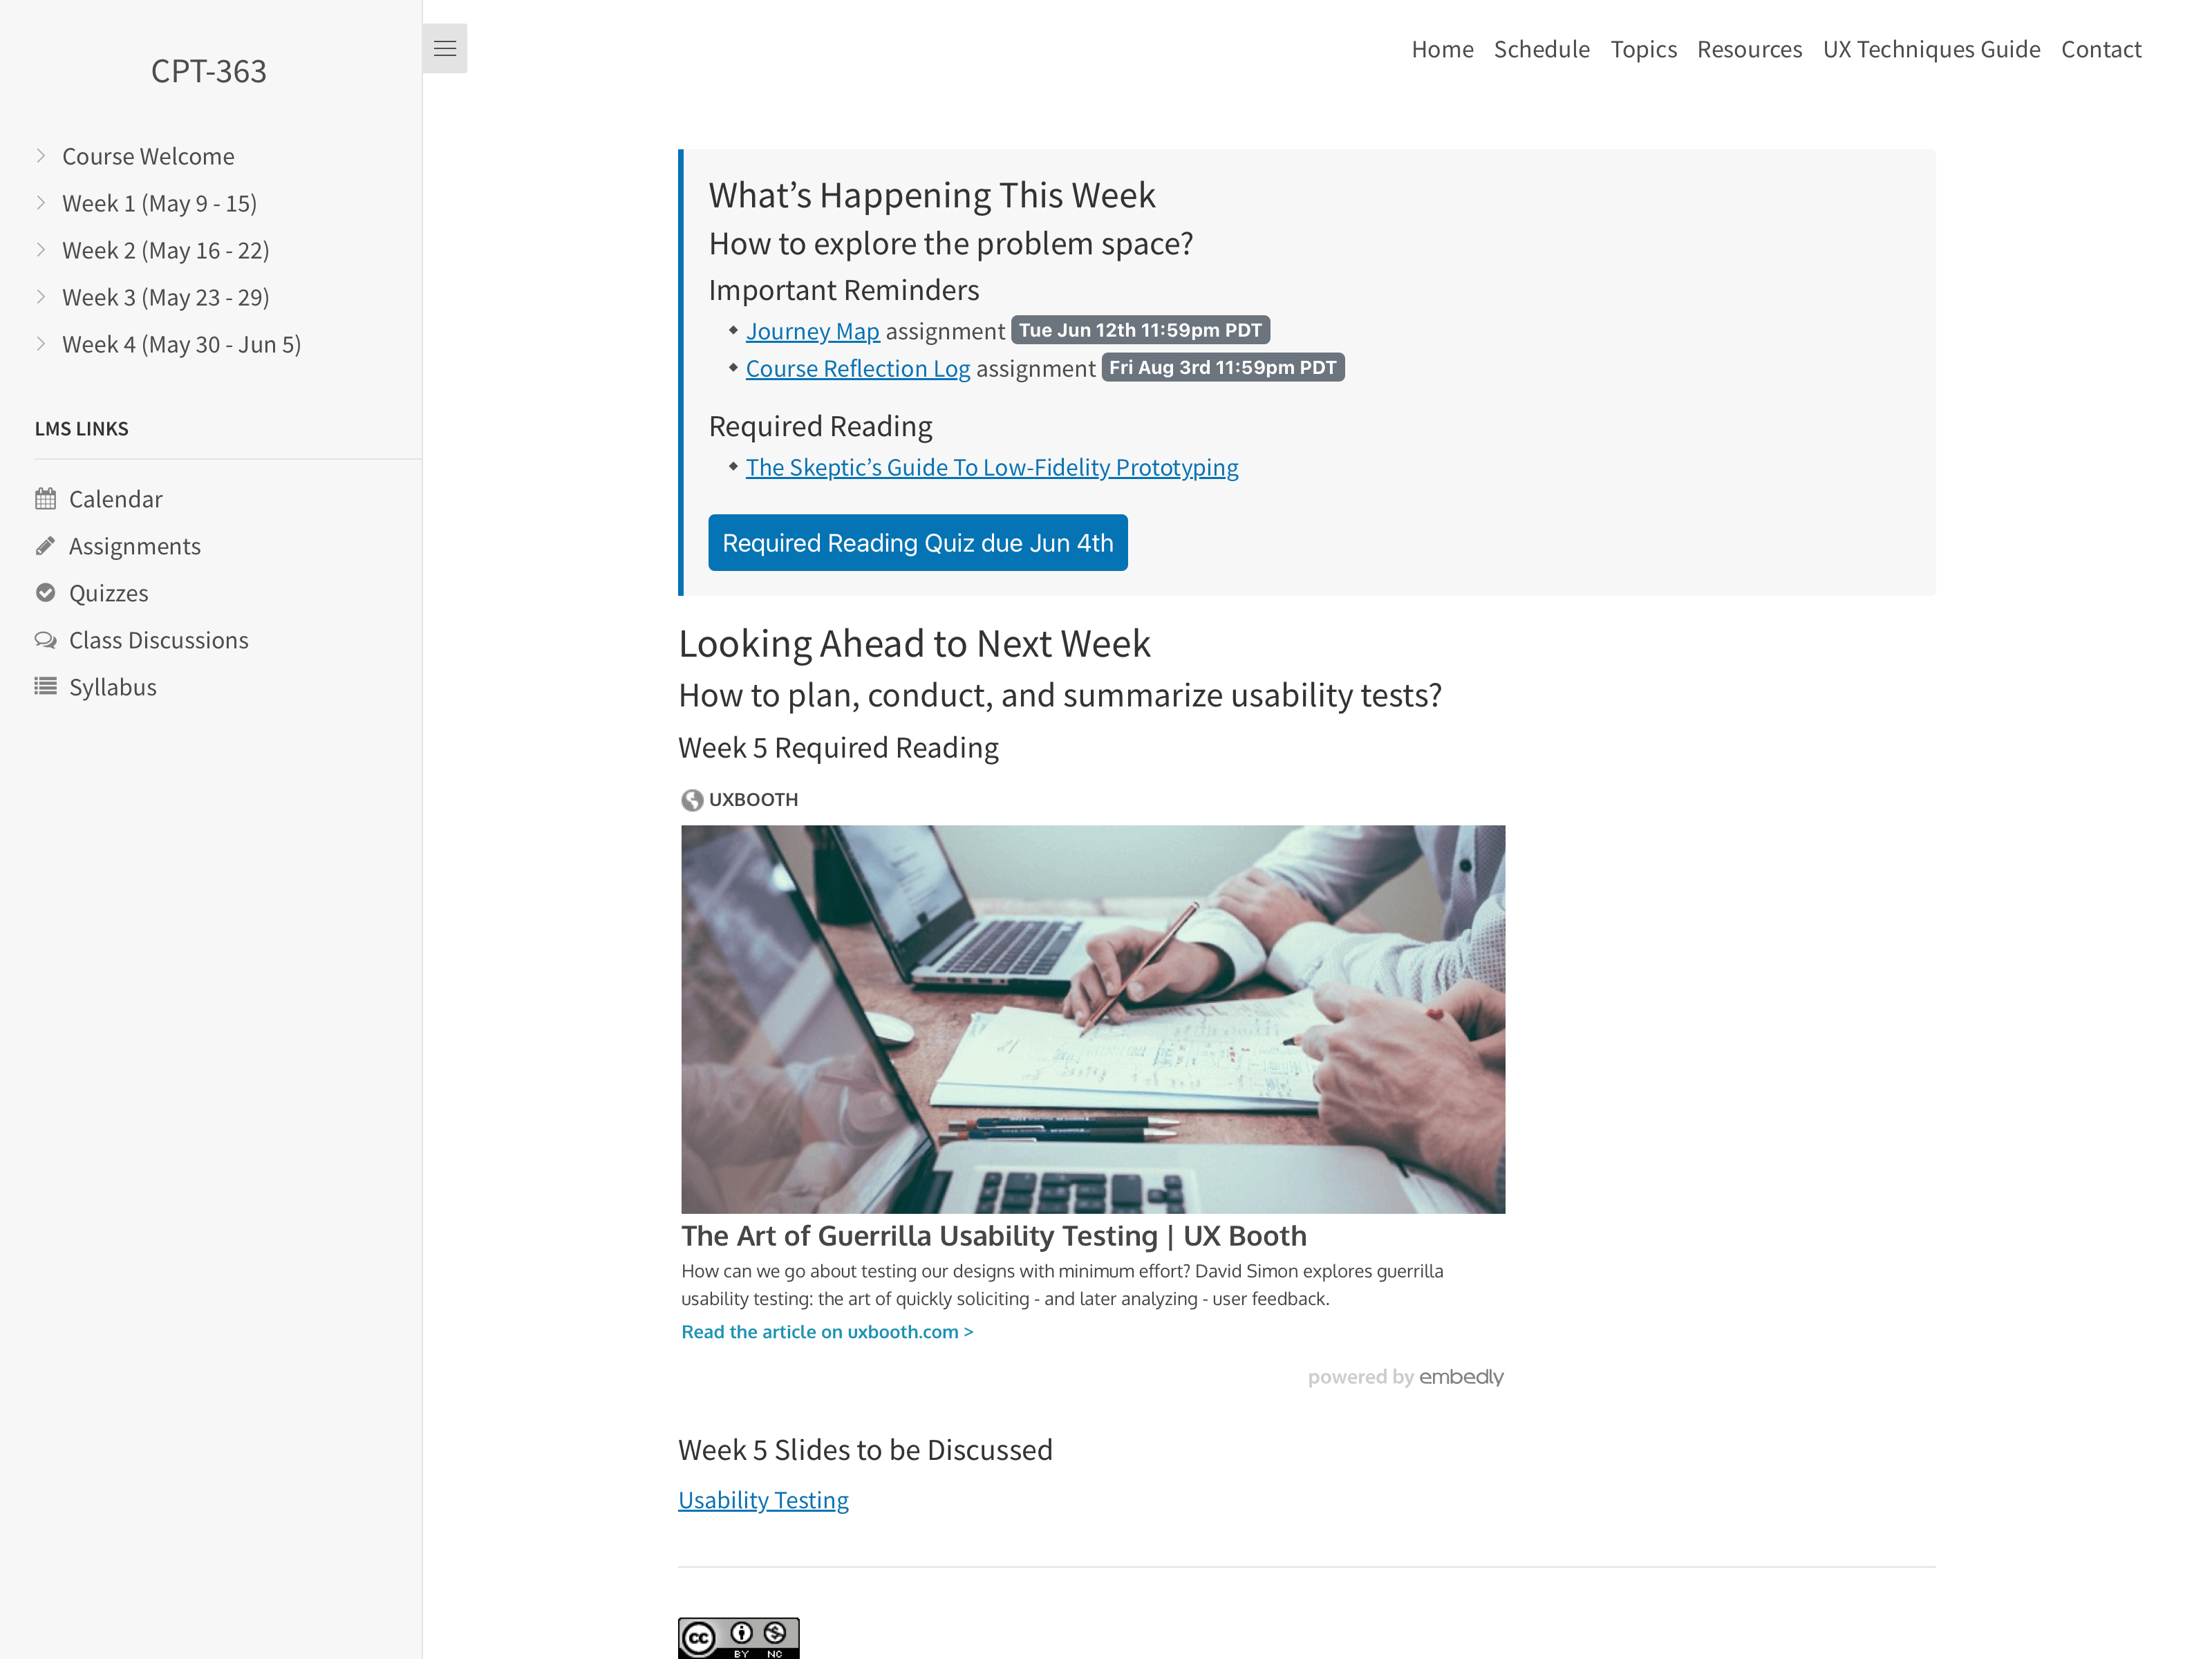 CPT-363
Course Welcome
Week 1 (May 9 - 15)
Week 2 (May 16 - 22)
Week 3 (May 23 - 29)
Week 4 (May 30 - Jun 5)
LMS LINKS
Calendar
Assignments
Quizzes
Class Discussions
Syllabus
Home Schedule Topics Resources UX Techniques Guide Contact
What’s Happening This Week
How to explore the problem space?
Important Reminders
Journey Map assignment Tue Jun 12th 11:59pm PDT
Course Reflection Log assignment Fri Aug 3rd 11:59pm PDT
Required Reading
The Skeptic’s Guide To Low-Fidelity Prototyping
Required Reading Quiz due Jun 4th
Looking Ahead to Next Week
How to plan, conduct, and summarize usability tests?
Week 5 Required Reading
UXBOOTH
The Art of Guerrilla Usability Testing | UX Booth
How can we go about testing our designs with minimum effort? David Simon explores guerrilla
usability testing: the art of quickly soliciting - and later analyzing - user feedback.
Read the article on uxbooth.com >
powered by embedly
Week 5 Slides to be Discussed
Usability Testing
cc BY NC